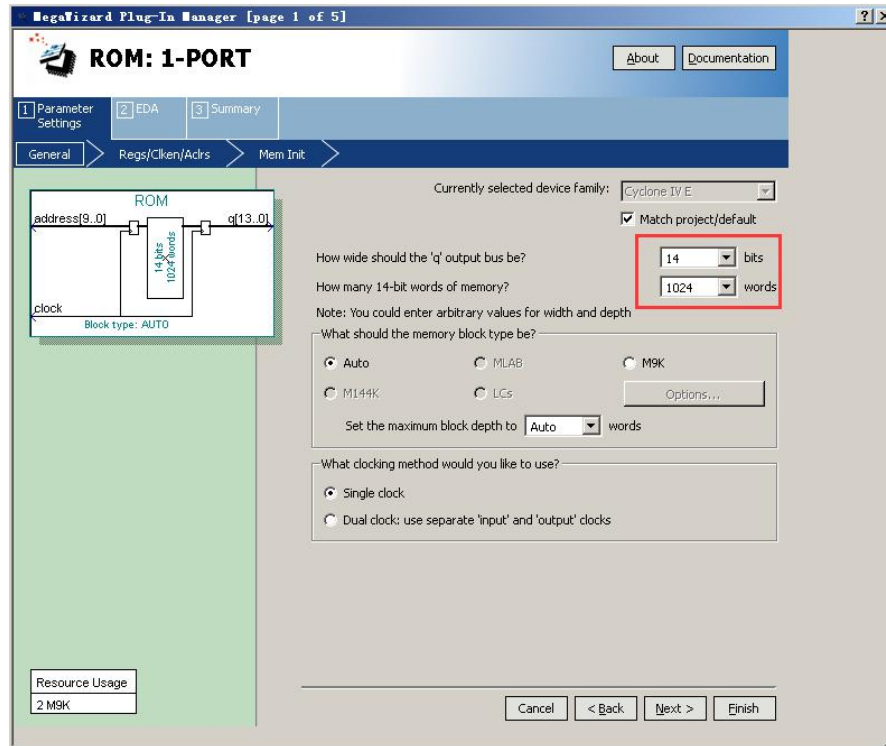 MegaWizard Plug-In Manager [page 1 of 5]
ROM: 1-PORT
About
Documentation
1 Parameter Settings
2 EDA
3 Summary
General
Regs/Clken/Aclrs
Mem Init
ROM
address[9..0]
q[13..0]
14 bits
1024 words
clock
Block type: AUTO
Currently selected device family:
Cyclone IV E
Match project/default
How wide should the 'q' output bus be?
14
bits
How many 14-bit words of memory?
1024
words
Note: You could enter arbitrary values for width and depth
What should the memory block type be?
Auto
MLAB
M9K
M144K
LCs
Options...
Set the maximum block depth to
Auto
words
What clocking method would you like to use?
Single clock
Dual clock: use separate 'input' and 'output' clocks
Resource Usage
2 M9K
Cancel
< Back
Next >
Finish